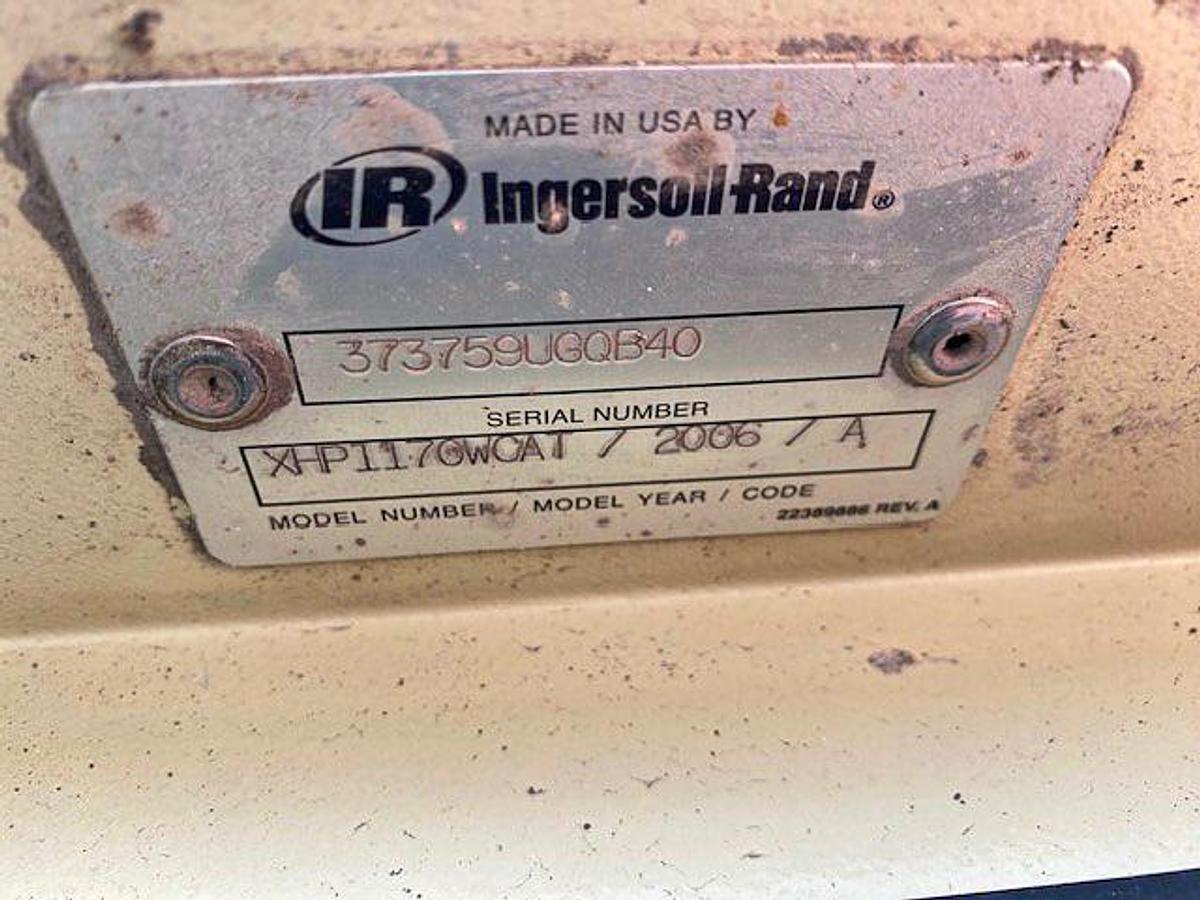 MADE IN USA BY
IR Ingersoll-Rand®
373759UGQB40
SERIAL NUMBER
XHP1170WCAT / 2006 / A
MODEL NUMBER / MODEL YEAR / CODE
22389886 REV. A